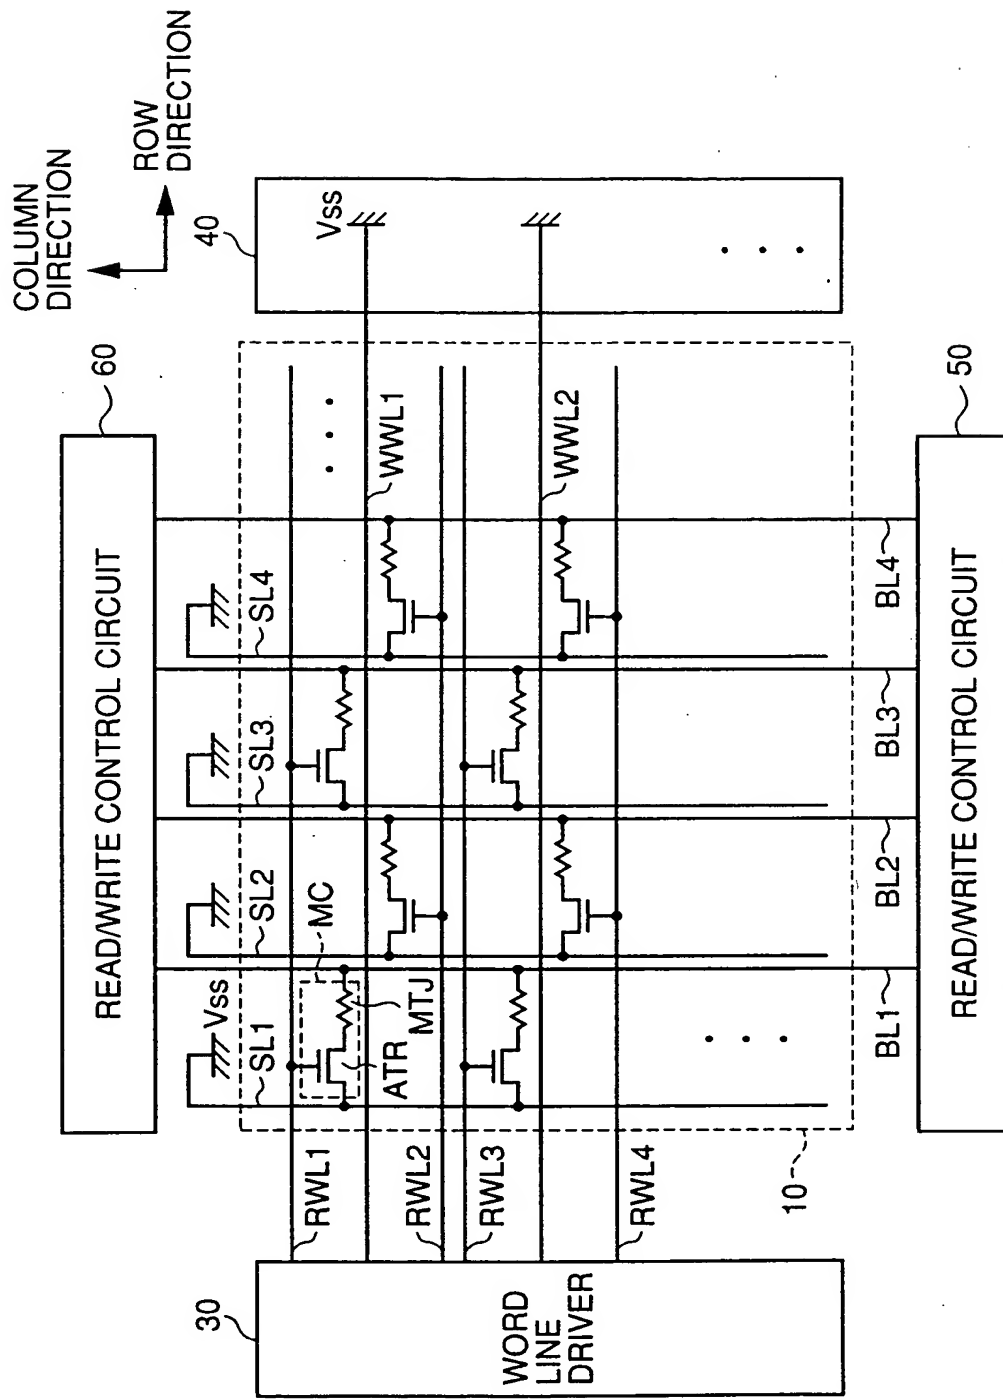 COLUMN
DIRECTION
ROW
DIRECTION
60
READ/WRITE CONTROL CIRCUIT
40
Vss
Vss
SL1
SL2
SL3
SL4
MC
ATR
MTJ
RWL1
WWL1
RWL2
RWL3
WWL2
RWL4
30
WORD
LINE
DRIVER
10
BL1
BL2
BL3
BL4
50
READ/WRITE CONTROL CIRCUIT